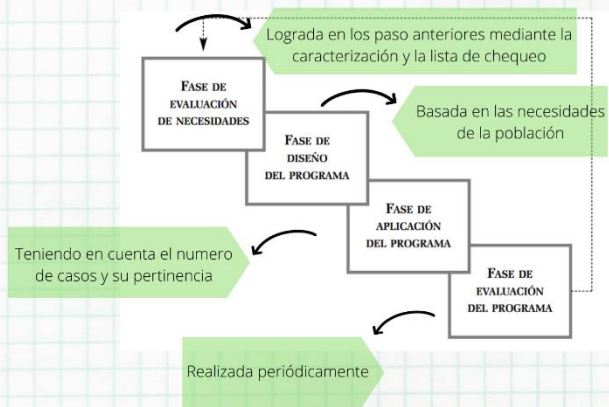 Lograda en los paso anteriores mediante la
caracterización y la lista de chequeo
FASE DE
EVALUACIÓN
DE NECESIDADES
Basada en las necesidades
de la población
FASE DE
DISEÑO
DEL PROGRAMA
FASE DE
APLICACIÓN
DEL PROGRAMA
Teniendo en cuenta el numero
de casos y su pertinencia
FASE DE
EVALUACIÓN
DEL PROGRAMA
Realizada periódicamente